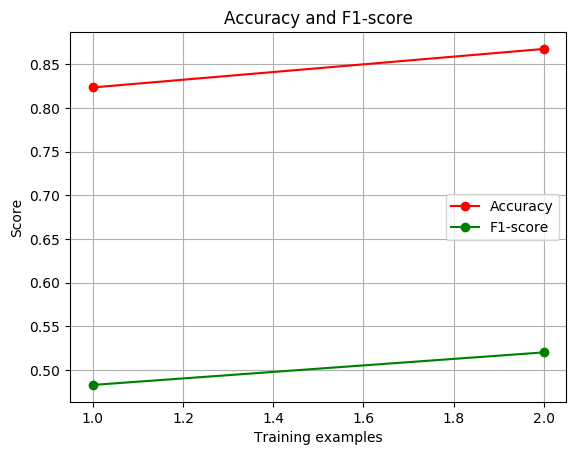 Accuracy and F1-score
Score
0.85
0.80
0.75
0.70
0.65
0.60
0.55
0.50
Accuracy
F1-score
1.0 1.2 1.4 1.6 1.8 2.0
Training examples